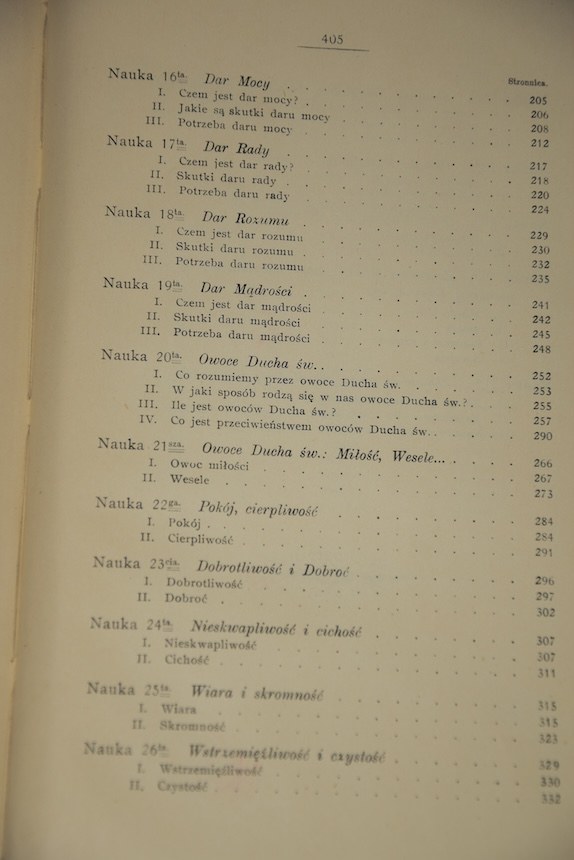 405
Stronnica.
Nauka 16ta. Dar Mocy . . . . . . . . . . 205
I. Czem jest dar mocy? . . . . . . . . . . 206
II. Jakie są skutki daru mocy . . . . . . . . 208
III. Potrzeba daru mocy . . . . . . . . . . 212
Nauka 17ta. Dar Rady . . . . . . . . . . 217
I. Czem jest dar rady? . . . . . . . . . . 218
II. Skutki daru rady . . . . . . . . . . 220
III. Potrzeba daru rady . . . . . . . . . . 224
Nauka 18ta. Dar Rozumu . . . . . . . . . . 229
I. Czem jest dar rozumu . . . . . . . . . . 230
II. Skutki daru rozumu . . . . . . . . . . 232
III. Potrzeba daru rozumu . . . . . . . . . . 235
Nauka 19ta. Dar Mądrości . . . . . . . . . . 241
I. Czem jest dar mądrości . . . . . . . . . . 242
II. Skutki daru mądrości . . . . . . . . . . 245
III. Potrzeba daru mądrości . . . . . . . . . . 248
Nauka 20ta. Owoce Ducha św. . . . . . . . . . 252
I. Co rozumiemy przez owoce Ducha św. . . . . . 253
II. W jaki sposób rodzą się w nas owoce Ducha św.? . . . 255
III. Ile jest owoców Ducha św.? . . . . . . . . 257
IV. Co jest przeciwieństwem owoców Ducha św. . . . . 290
Nauka 21sza. Owoce Ducha św.: Miłość, Wesele... . . . . 266
I. Owoc miłości . . . . . . . . . . 267
II. Wesele . . . . . . . . . . 273
Nauka 22ga. Pokój, cierpliwość . . . . . . . . 284
I. Pokój . . . . . . . . . . 284
II. Cierpliwość . . . . . . . . . . 291
Nauka 23cia. Dobrotliwość i Dobroć . . . . . . . . 296
I. Dobrotliwość . . . . . . . . . . 297
II. Dobroć . . . . . . . . . . 302
Nauka 24ta. Nieskwapliwość i cichość . . . . . . . 307
I. Nieskwapliwość . . . . . . . . . . 307
II. Cichość . . . . . . . . . . 311
Nauka 25ta. Wiara i skromność . . . . . . . . 315
I. Wiara . . . . . . . . . . 315
II. Skromność . . . . . . . . . . 323
Nauka 26ta. Wstrzemięźliwość i czystość . . . . . . 329
I. Wstrzemięźliwość . . . . . . . . . . 330
II. Czystość . . . . . . . . . . 332